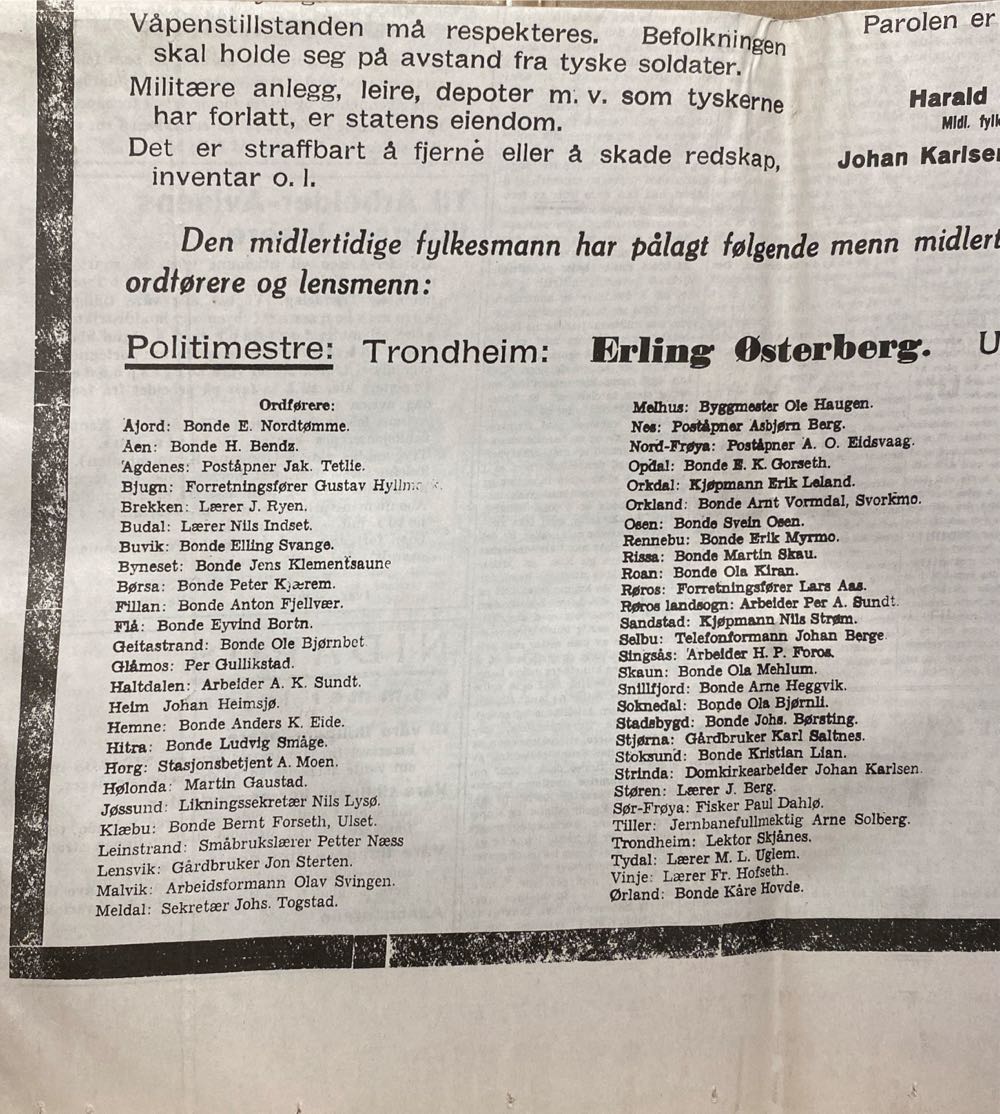 Våpenstillstanden må respekteres. Befolkningen
skal holde seg på avstand fra tyske soldater.
Militære anlegg, leire, depoter m. v. som tyskerne
har forlatt, er statens eiendom.
Det er straffbart å fjerne eller å skade redskap,
inventar o. l.
Parolen er
Harald
Midl. fylk
Johan Karlsen
Den midlertidige fylkesmann har pålagt følgende menn midlert
ordførere og lensmenn:
Politimestre: Trondheim: Erling Østerberg. U
Ordførere:
Åjord: Bonde E. Nordtømme.
Åen: Bonde H. Bendz.
Agdenes: Poståpner Jak. Tetlie.
Bjugn: Forretningsfører Gustav
Brekken: Lærer J. Ryen.
Budal: Lærer Nils Indset.
Buvik: Bonde Elling Svange.
Byneset: Bonde Jens Klementsaune
Børsa: Bonde Peter Kjærem.
Fillan: Bonde Anton Fjellvær.
Flå: Bonde Eyvind Bortn.
Geitastrand: Bonde Ole Bjørnbet
Glåmos: Per Gullikstad.
Haltdalen: Arbeider A. K. Sundt.
Heim Johan Heimsjø.
Hemne: Bonde Anders K. Eide.
Hitra: Bonde Ludvig Småge.
Horg: Stasjonsbetjent A. Moen.
Hølonda: Martin Gaustad.
Jøssund: Likningssekretær Nils Lysø.
Klæbu: Bonde Bernt Forseth, Ulset.
Leinstrand: Småbrukslærer Petter Næss
Lensvik: Gårdbruker Jon Sterten.
Malvik: Arbeidsformann Olav Svingen.
Meldal: Sekretær Johs. Togstad.
Melhus: Byggmester Ole Haugen.
Nes: Poståpner Asbjørn Berg.
Nord-Frøya: Poståpner A. O. Eidsvaag.
Opdal: Bonde E. K. Gorseth.
Orkdal: Kjøpmann Erik Leland.
Orkland: Bonde Arnt Vormdal, Svorkmo.
Osen: Bonde Svein Osen.
Rennebu: Bonde Erik Myrmo.
Rissa: Bonde Martin Skau.
Roan: Bonde Ola Kiran.
Røros: Forretningsfører Lars Aas.
Røros landsogn: Arbeider Per A. Sundt.
Sandstad: Kjøpmann Nils Strøm.
Selbu: Telefonformann Johan Berge
Singsås: Arbeider H. P. Foros.
Skaun: Bonde Ola Mehlum.
Snillfjord: Bonde Arne Heggvik.
Soknedal: Bonde Ola Bjørnli.
Stadsbygd: Bonde Johs. Børsting.
Stjørna: Gårdbruker Karl Saltnes.
Stoksund: Bonde Kristian Lian.
Strinda: Domkirkearbeider Johan Karlsen.
Støren: Lærer J. Berg.
Sør-Frøya: Fisker Paul Dahlø.
Tiller: Jernbanefullmektig Arne Solberg.
Trondheim: Lektor Skjånes.
Tydal: Lærer M. L. Uglem.
Vinje: Lærer Fr. Hofseth.
Ørland: Bonde Kåre Hovde.